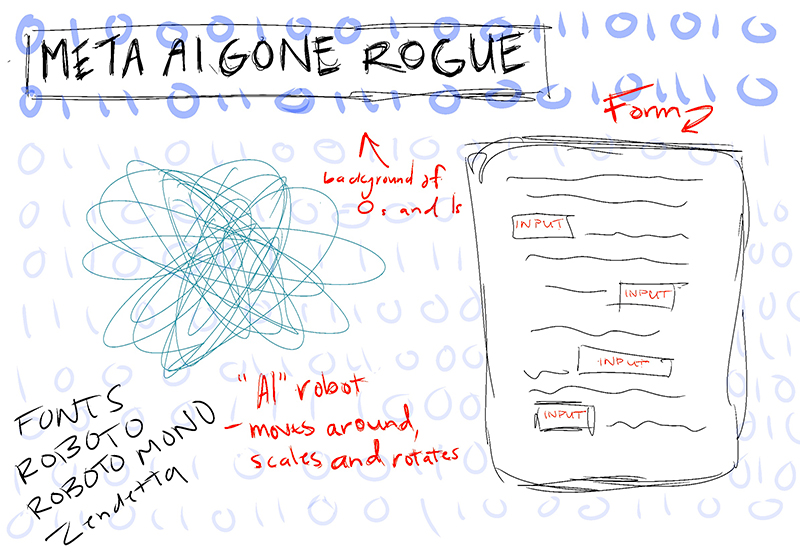 META AI GONE ROGUE
Form
background of
0s and 1s
INPUT
INPUT
INPUT
INPUT
"AI" robot
- moves around,
scales and rotates
FONTS
ROBOTO
ROBOTO MONO
Zendetta